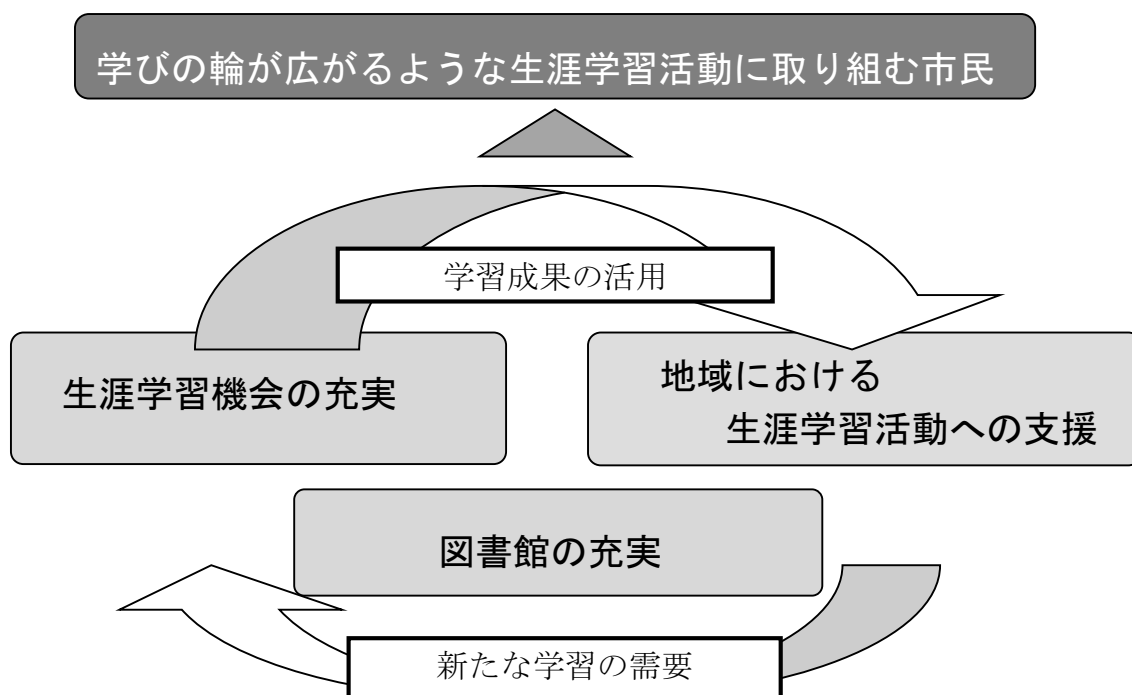 学びの輪が広がるような生涯学習活動に取り組む市民
学習成果の活用
生涯学習機会の充実
地域における
生涯学習活動への支援
図書館の充実
新たな学習の需要